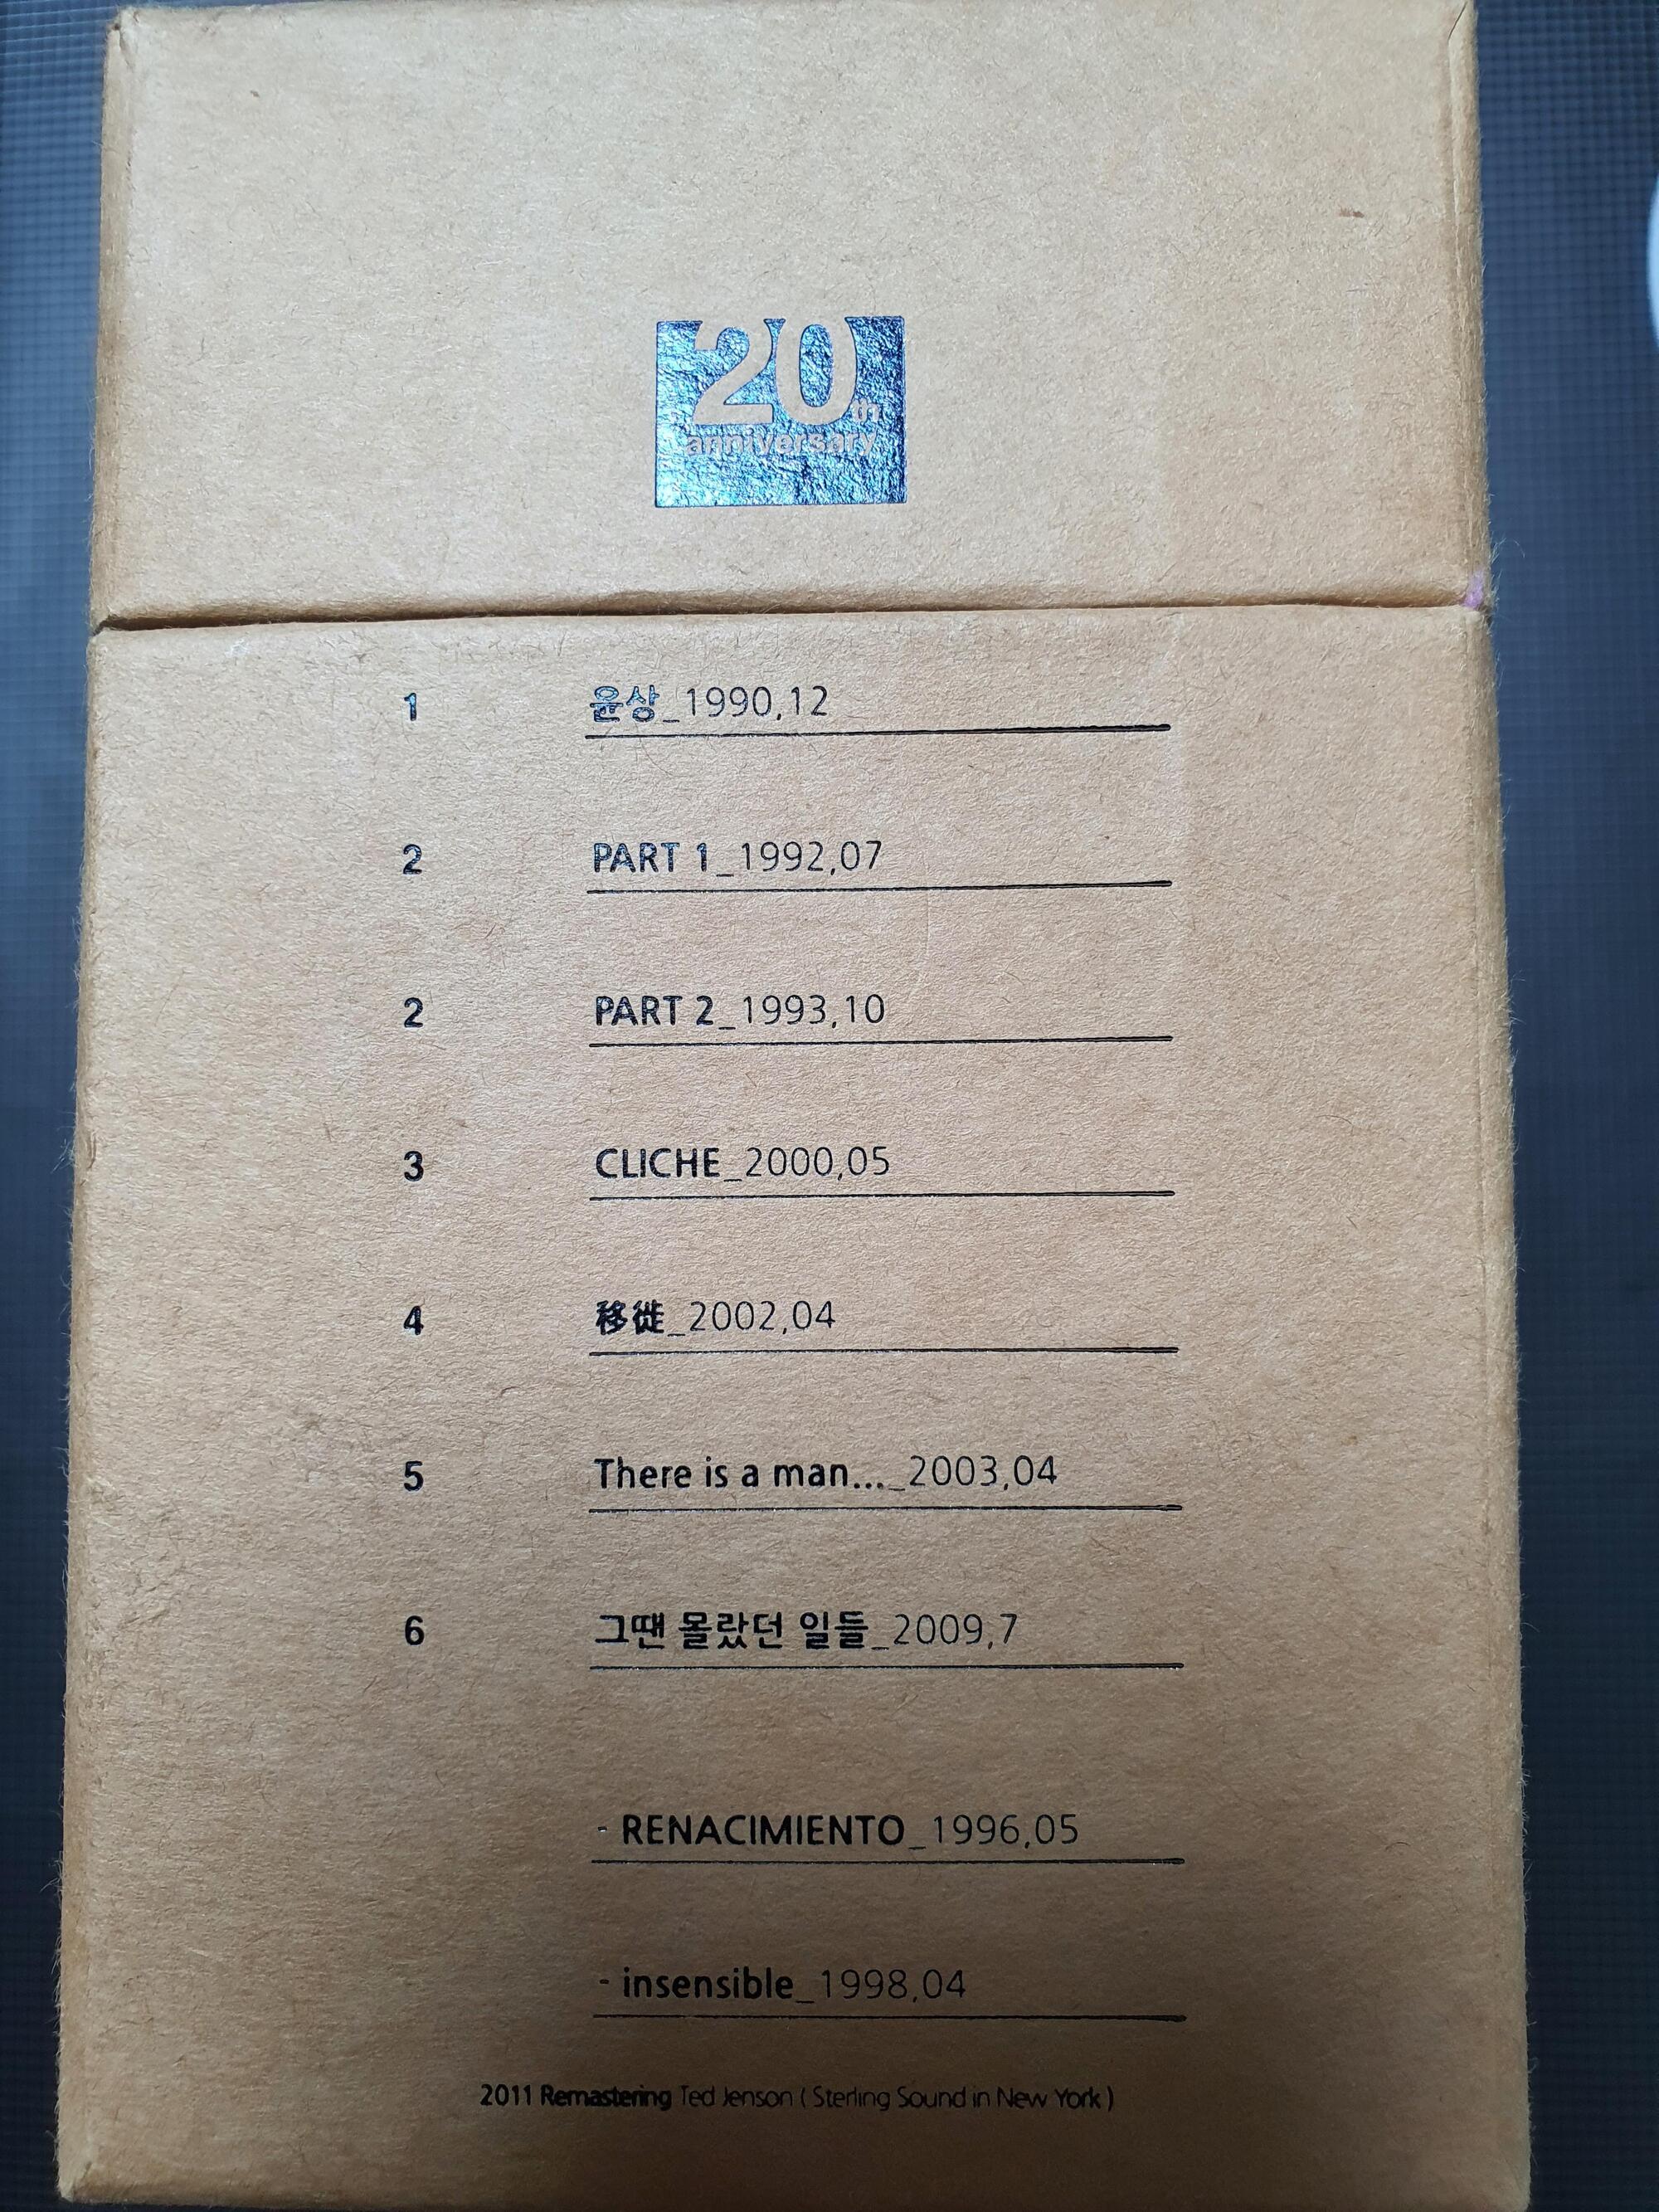 20th
anniversary
1 윤상_1990,12
2 PART 1_1992,07
2 PART 2_1993,10
3 CLICHE_2000,05
4 移徙_2002,04
5 There is a man..._2003,04
6 그땐 몰랐던 일들_2009,7
- RENACIMIENTO_1996,05
- insensible_1998,04
2011 Remastering Ted Jenson ( Sterling Sound in New York )